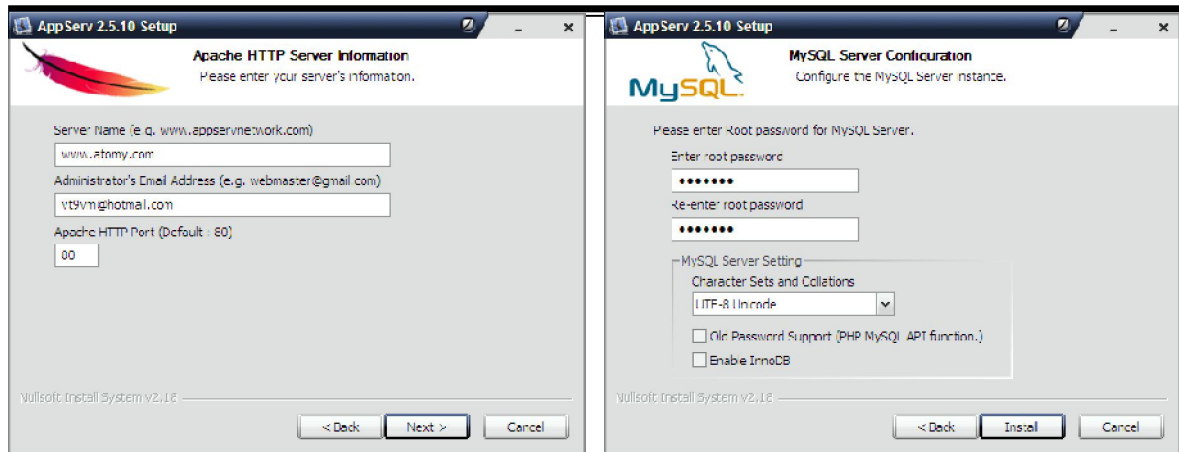 AppServ 2.5.10 Setup
Apache HTTP Server Information
Please enter your server's information.
Server Name (e.g. www.appservnetwork.com)
www.atomy.com
Administrator's Email Address (e.g. webmaster@gmail.com)
vt9vm@hotmail.com
Apache HTTP Port (Default : 80)
80
Nullsoft Install System v2.18
< Back
Next >
Cancel
AppServ 2.5.10 Setup
MySQL
MySQL Server Configuration
Configure the MySQL Server instance.
Please enter Root password for MySQL Server.
Enter root password
•••••••
Re-enter root password
•••••••
MySQL Server Setting
Character Sets and Collations
UTF-8 Unicode
Old Password Support (PHP MySQL API function.)
Enable InnoDB
Nullsoft Install System v2.18
< Back
Install
Cancel